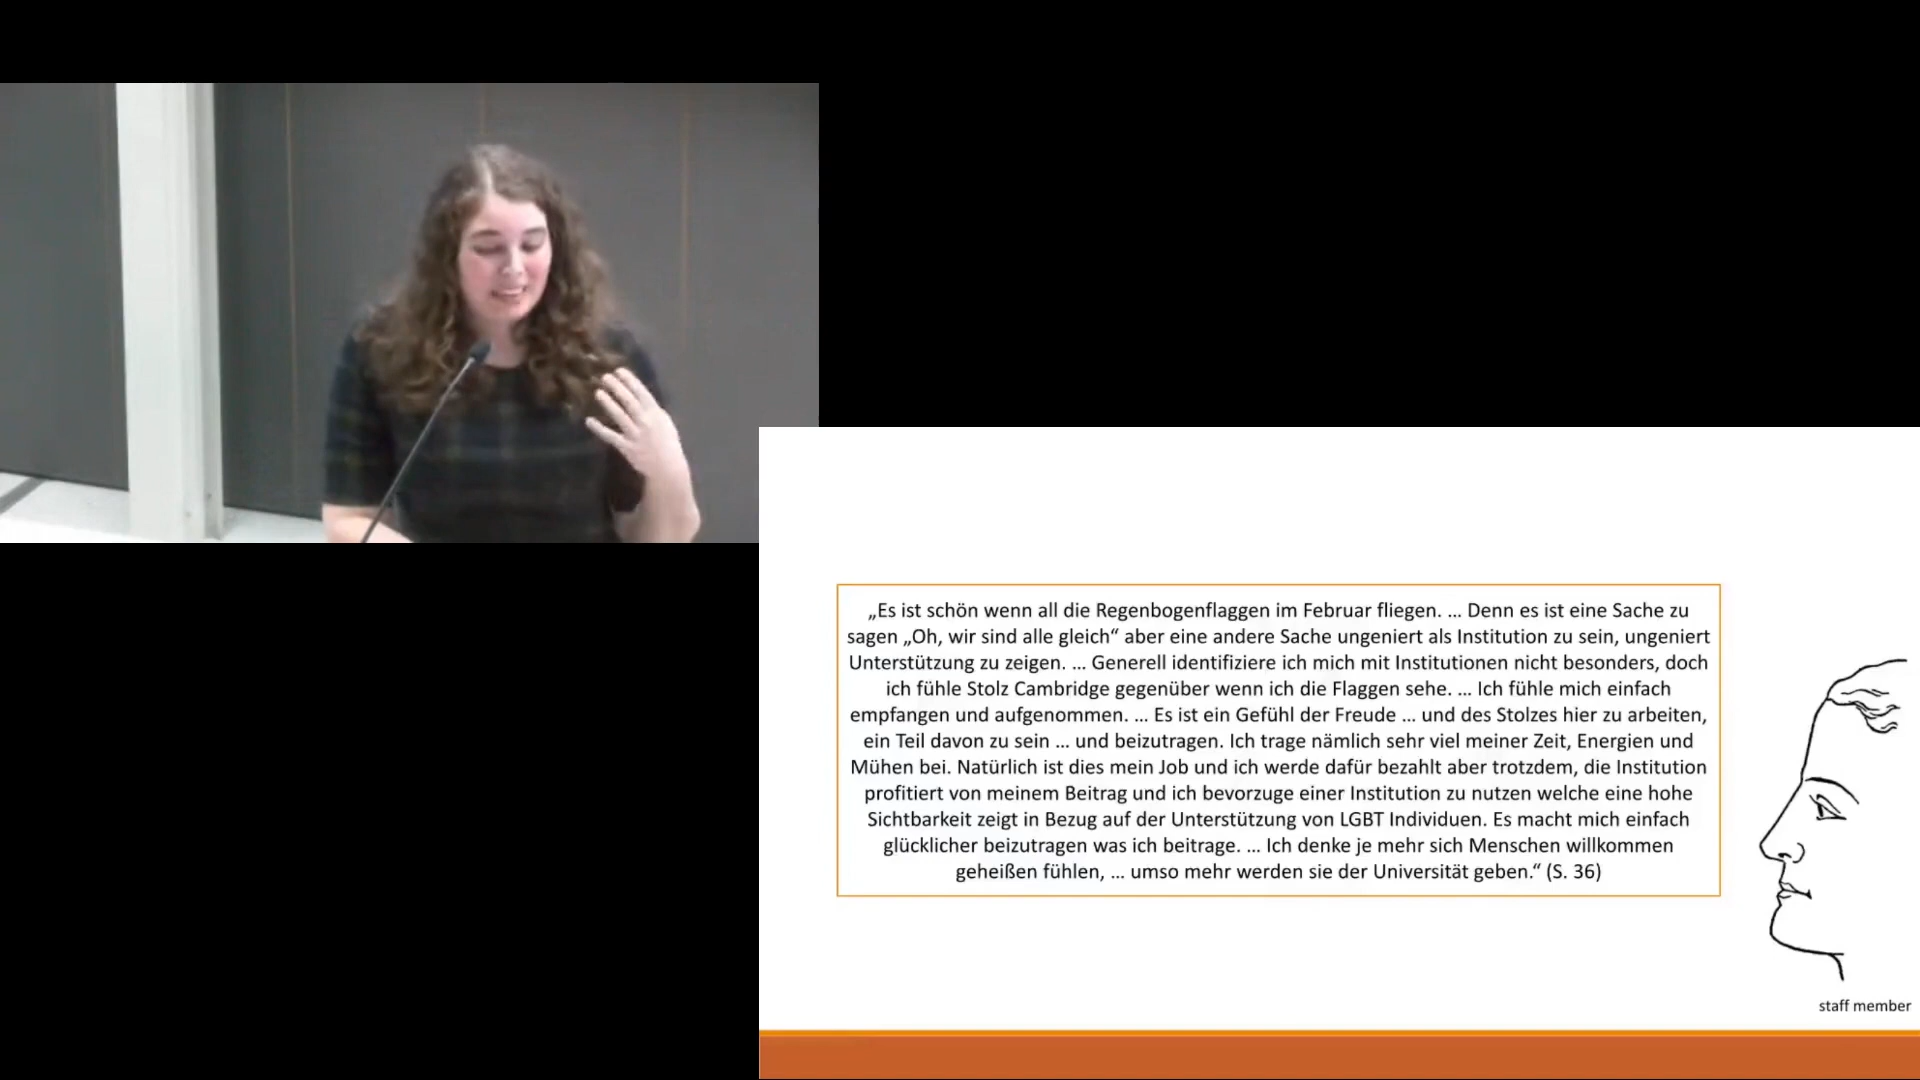 „Es ist schön wenn all die Regenbogenflaggen im Februar fliegen. ... Denn es ist eine Sache zu
sagen „Oh, wir sind alle gleich“ aber eine andere Sache ungeniert als Institution zu sein, ungeniert
Unterstützung zu zeigen. ... Generell identifiziere ich mich mit Institutionen nicht besonders, doch
ich fühle Stolz Cambridge gegenüber wenn ich die Flaggen sehe. ... Ich fühle mich einfach
empfangen und aufgenommen. ... Es ist ein Gefühl der Freude ... und des Stolzes hier zu arbeiten,
ein Teil davon zu sein ... und beizutragen. Ich trage nämlich sehr viel meiner Zeit, Energien und
Mühen bei. Natürlich ist dies mein Job und ich werde dafür bezahlt aber trotzdem, die Institution
profitiert von meinem Beitrag und ich bevorzuge einer Institution zu nutzen welche eine hohe
Sichtbarkeit zeigt in Bezug auf der Unterstützung von LGBT Individuen. Es macht mich einfach
glücklicher beizutragen was ich beitrage. ... Ich denke je mehr sich Menschen willkommen
geheißen fühlen, ... umso mehr werden sie der Universität geben.“ (S. 36)
staff member